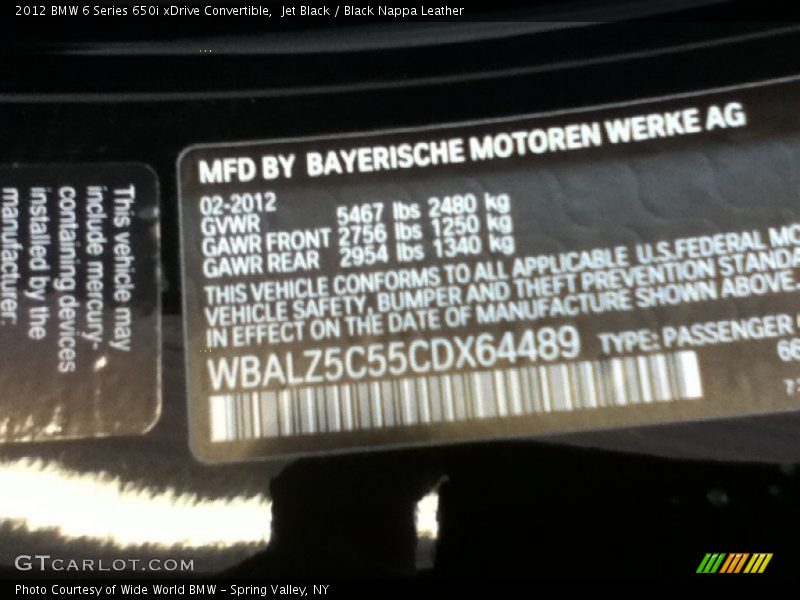 2012 BMW 6 Series 650i xDrive Convertible,  Jet Black / Black Nappa Leather
MFD BY BAYERISCHE MOTOREN WERKE AG
02-2012
GVWR 5467 lbs 2480 kg
GAWR FRONT 2756 lbs 1250 kg
GAWR REAR 2954 lbs 1340 kg
THIS VEHICLE CONFORMS TO ALL APPLICABLE U.S.FEDERAL
VEHICLE SAFETY, BUMPER AND THEFT PREVENTION
IN EFFECT ON THE DATE OF MANUFACTURE SHOWN ABOVE.
WBALZ5C55CDX64489 TYPE: PASSENGER
This vehicle may
include mercury-
containing devices
installed by the
manufacturer:
GTCARLOT.COM
Photo Courtesy of Wide World BMW - Spring Valley, NY